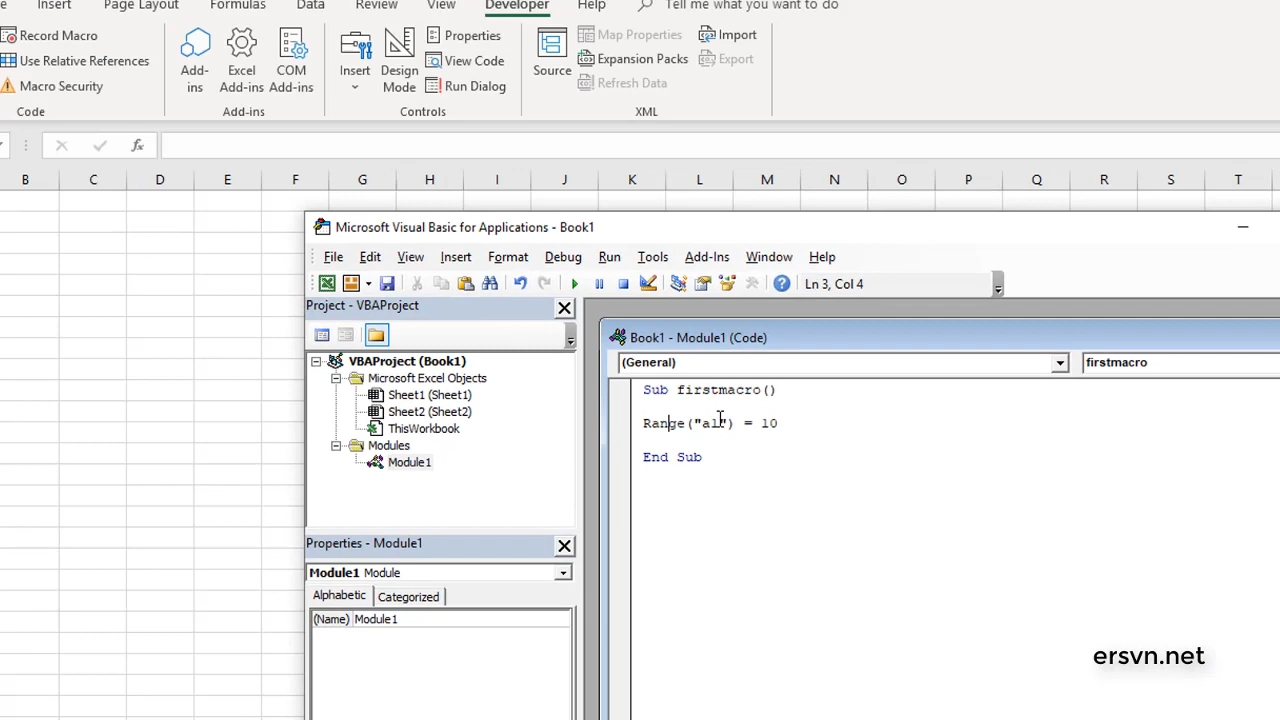 Insert Page Layout Formulas Data Review View Developer Help Tell me what you want to do
Record Macro
Use Relative References
Macro Security
Code
Add-
ins
Excel
Add-ins
COM
Add-ins
Add-ins
Insert
Design
Mode
Properties
View Code
Run Dialog
Controls
Source
Map Properties
Expansion Packs
Refresh Data
Import
Export
XML
fx
B C D E F G H I J K L M N O P Q R S T
Microsoft Visual Basic for Applications - Book1
File Edit View Insert Format Debug Run Tools Add-Ins Window Help
Ln 3, Col 4
Project - VBAProject
VBAProject (Book1)
Microsoft Excel Objects
Sheet1 (Sheet1)
Sheet2 (Sheet2)
ThisWorkbook
Modules
Module1
Properties - Module1
Module1 Module
Alphabetic Categorized
(Name) Module1
Book1 - Module1 (Code)
(General) firstmacro
Sub firstmacro()
Range("a1") = 10
End Sub
ersvn.net